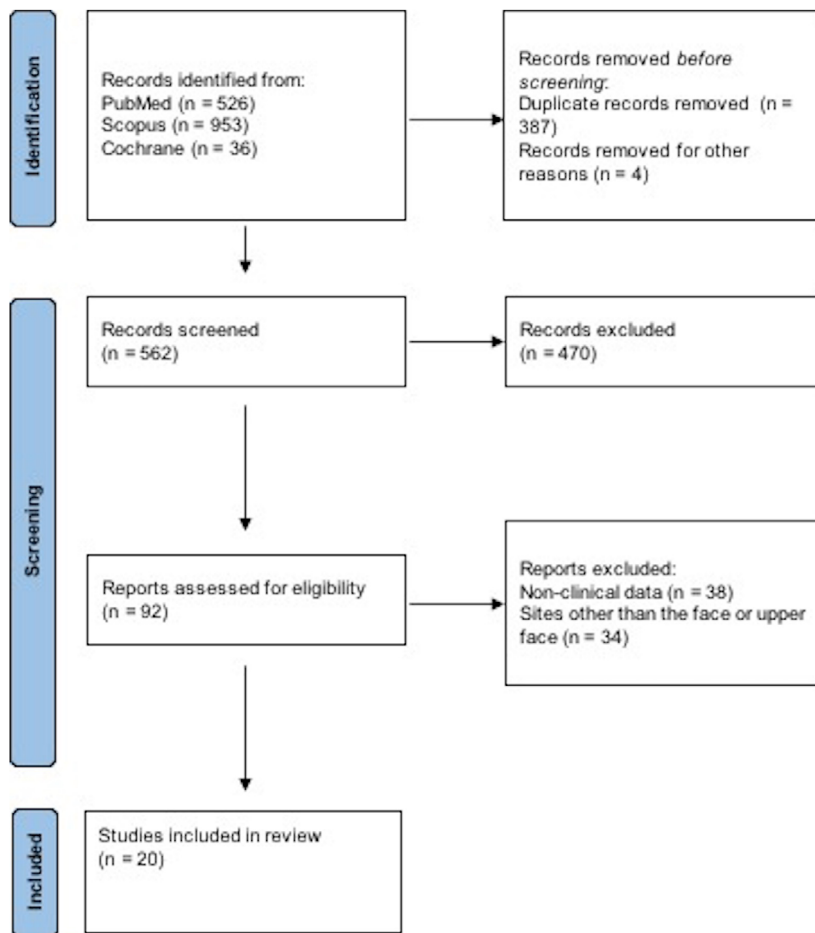 Identification
Records identified from:
PubMed (n = 526)
Scopus (n = 953)
Cochrane (n = 36)
Records removed before
screening:
Duplicate records removed (n =
387)
Records removed for other
reasons (n = 4)
Screening
Records screened
(n = 562)
Records excluded
(n = 470)
Reports assessed for eligibility
(n = 92)
Reports excluded:
Non-clinical data (n = 38)
Sites other than the face or upper
face (n = 34)
Included
Studies included in review
(n = 20)